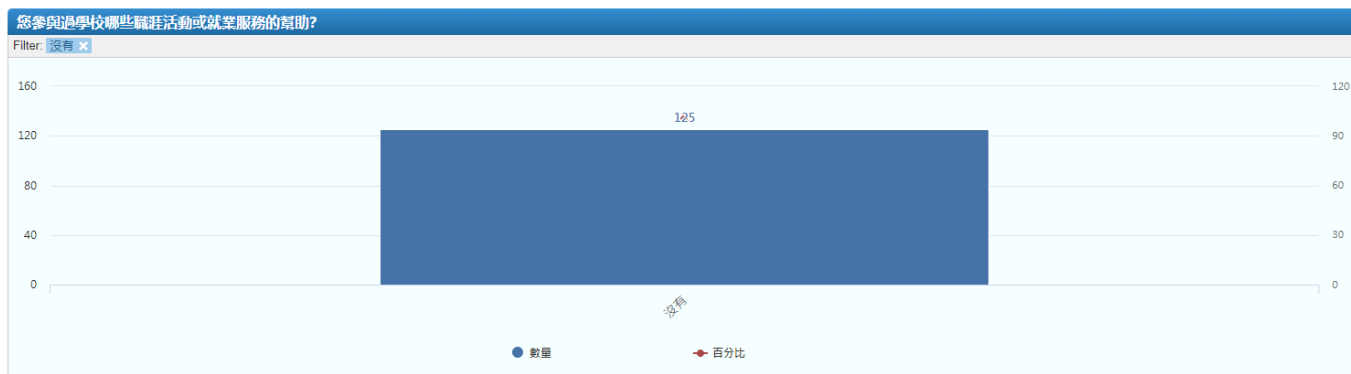 您參與過學校哪些職涯活動或就業服務的幫助?
Filter: 沒有 ×
160
120
120
90
80
60
40
30
0
0
125
沒有
數量
百分比